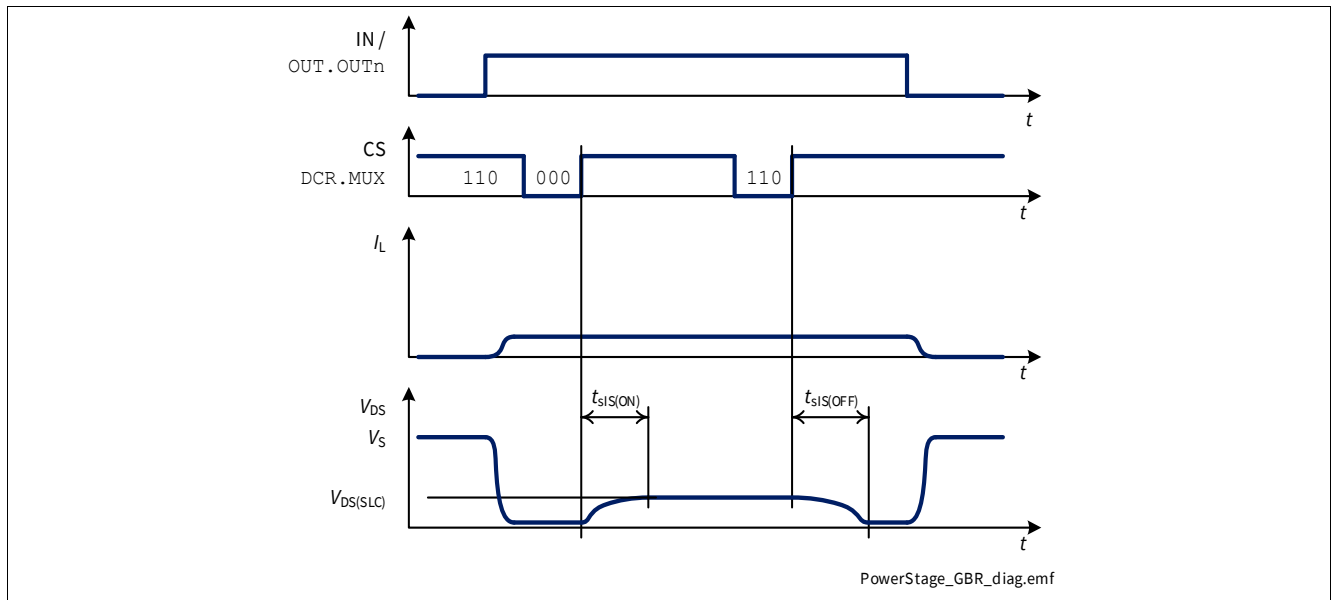 IN /
OUT.OUTn
t
CS
DCR.MUX
110
000
110
t
IL
t
VDS
tsIS(ON)
tsIS(OFF)
VS
VDS(SLC)
t
PowerStage_GBR_diag.emf